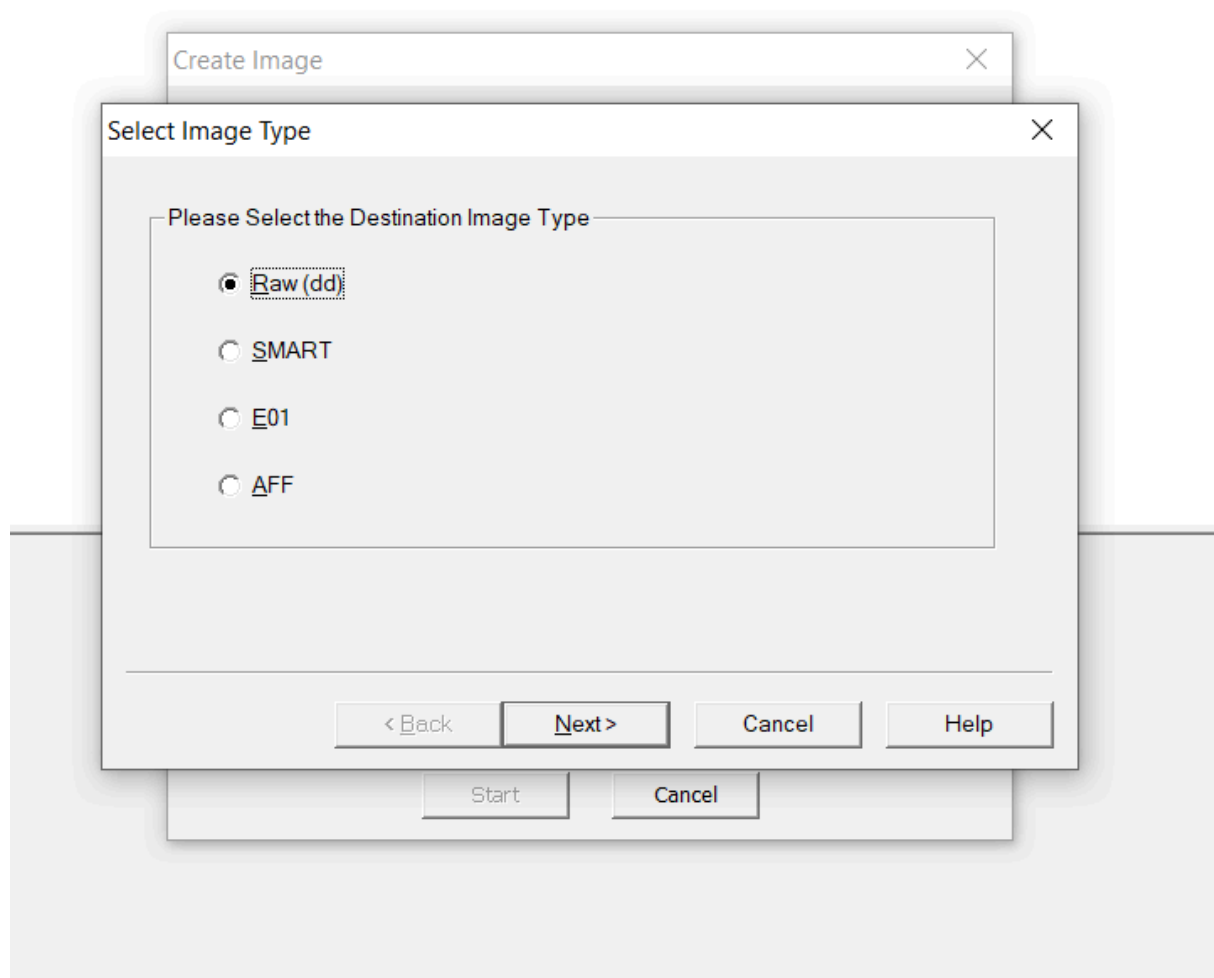 Create Image
Select Image Type
Please Select the Destination Image Type
Raw (dd)
SMART
E01
AFF
< Back Next > Cancel Help
Start Cancel